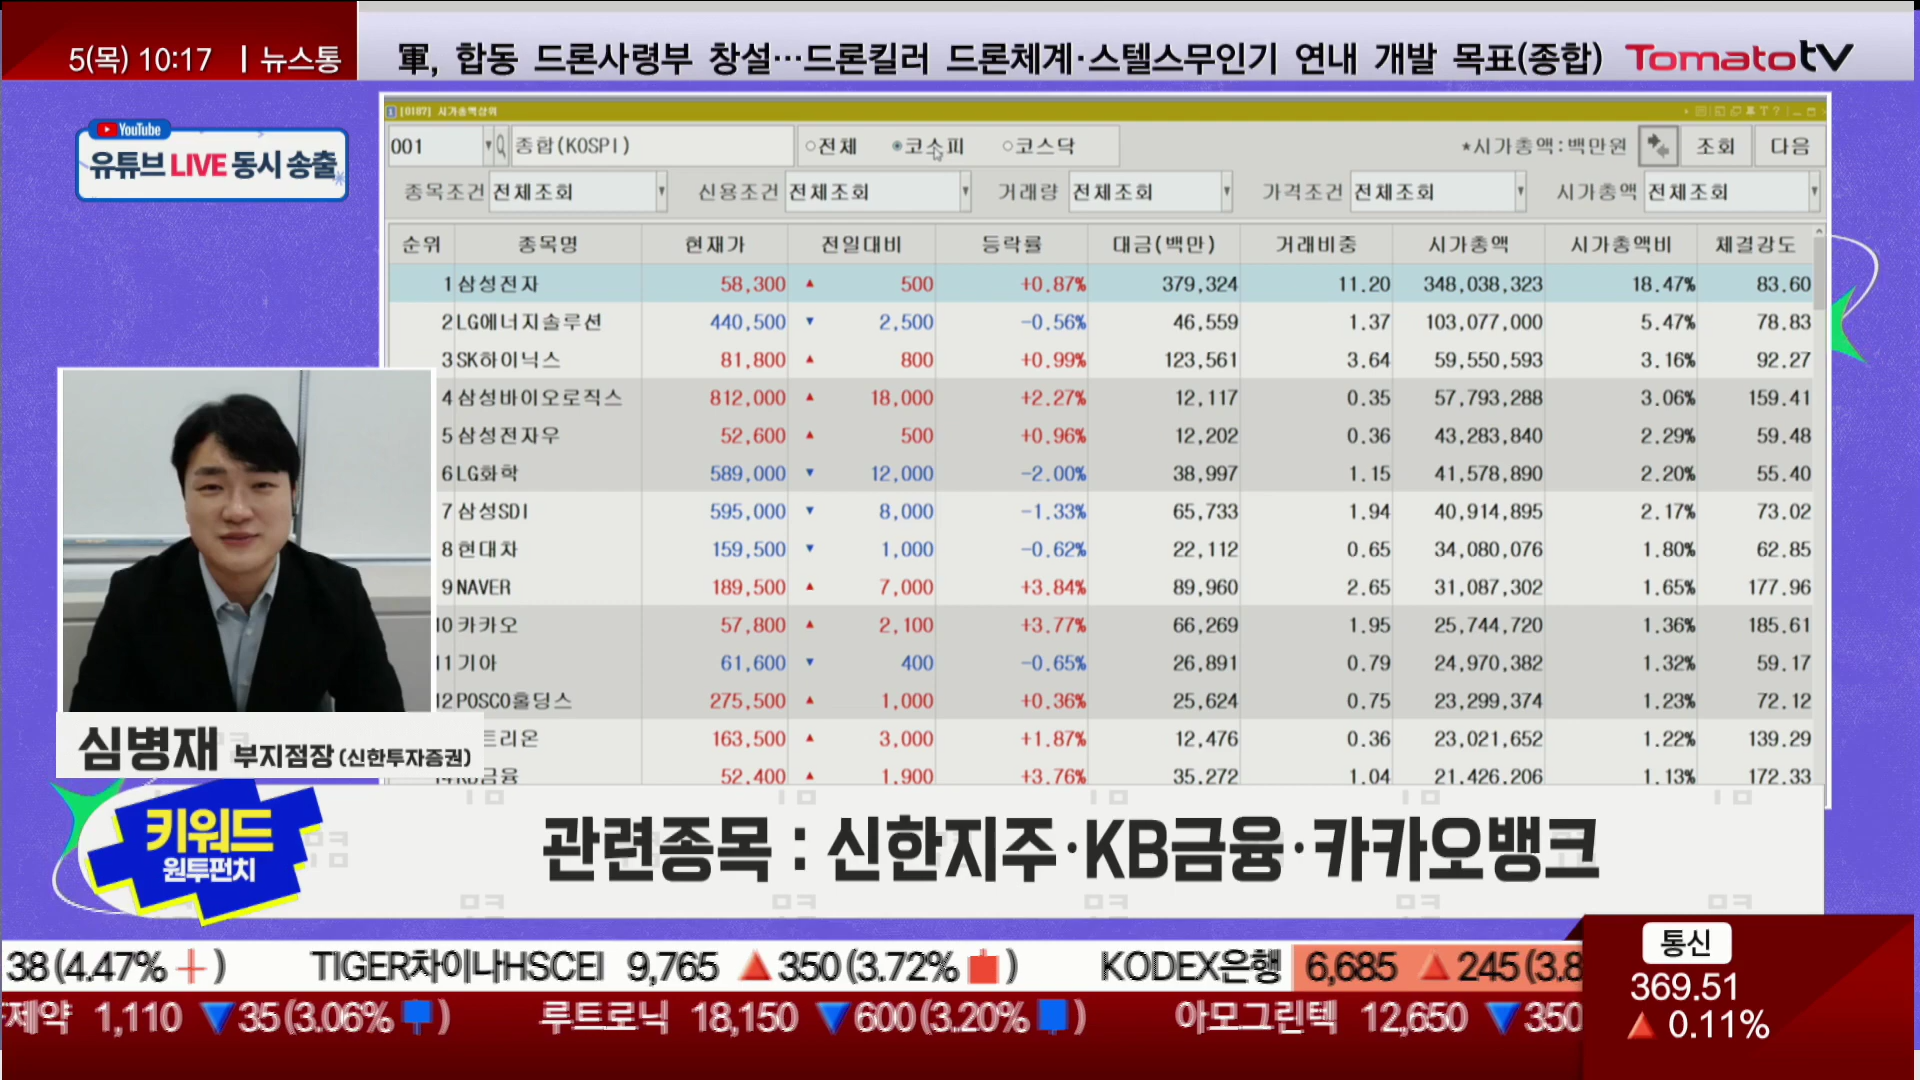 5(목) 10:17 | 뉴스통
軍, 합동 드론사령부 창설…드론킬러 드론체계·스텔스무인기 연내 개발 목표(종합)
Tomato tv
YouTube
유튜브 LIVE 동시 송출
[0187] 시가총액상위
001 종합(KOSPI) 전체 코스피 코스닥 *시가총액:백만원 조회 다음
종목조건 전체조회 신용조건 전체조회 거래량 전체조회 가격조건 전체조회 시가총액 전체조회
순위 종목명 현재가 전일대비 등락률 대금(백만) 거래비중 시가총액 시가총액비 체결강도
1 삼성전자 58,300 ▲ 500 +0.87% 379,324 11.20 348,038,323 18.47% 83.60
2 LG에너지솔루션 440,500 ▼ 2,500 -0.56% 46,559 1.37 103,077,000 5.47% 78.83
3 SK하이닉스 81,800 ▲ 800 +0.99% 123,561 3.64 59,550,593 3.16% 92.27
4 삼성바이오로직스 812,000 ▲ 18,000 +2.27% 12,117 0.35 57,793,288 3.06% 159.41
5 삼성전자우 52,600 ▲ 500 +0.96% 12,202 0.36 43,283,840 2.29% 59.48
6 LG화학 589,000 ▼ 12,000 -2.00% 38,997 1.15 41,578,890 2.20% 55.40
7 삼성SDI 595,000 ▼ 8,000 -1.33% 65,733 1.94 40,914,895 2.17% 73.02
8 현대차 159,500 ▼ 1,000 -0.62% 22,112 0.65 34,080,076 1.80% 62.85
9 NAVER 189,500 ▲ 7,000 +3.84% 89,960 2.65 31,087,302 1.65% 177.96
10 카카오 57,800 ▲ 2,100 +3.77% 66,269 1.95 25,744,720 1.36% 185.61
11 기아 61,600 ▼ 400 -0.65% 26,891 0.79 24,970,382 1.32% 59.17
12 POSCO홀딩스 275,500 ▲ 1,000 +0.36% 25,624 0.75 23,299,374 1.23% 72.12
트리온 163,500 ▲ 3,000 +1.87% 12,476 0.36 23,021,652 1.22% 139.29
14 KB금융 52,400 ▲ 1,900 +3.76% 35,272 1.04 21,426,206 1.13% 172.33
심병재 부지점장 (신한투자증권)
키워드
원투펀치
관련종목 : 신한지주·KB금융·카카오뱅크
38(4.47% ) TIGER차이나HSCEI 9,765 ▲350(3.72% ) KODEX은행 6,685 ▲245(3.8
제약 1,110 ▼35(3.06% ) 루트로닉 18,150 ▼600(3.20% ) 아모그린텍 12,650 ▼350
통신
369.51
▲ 0.11%